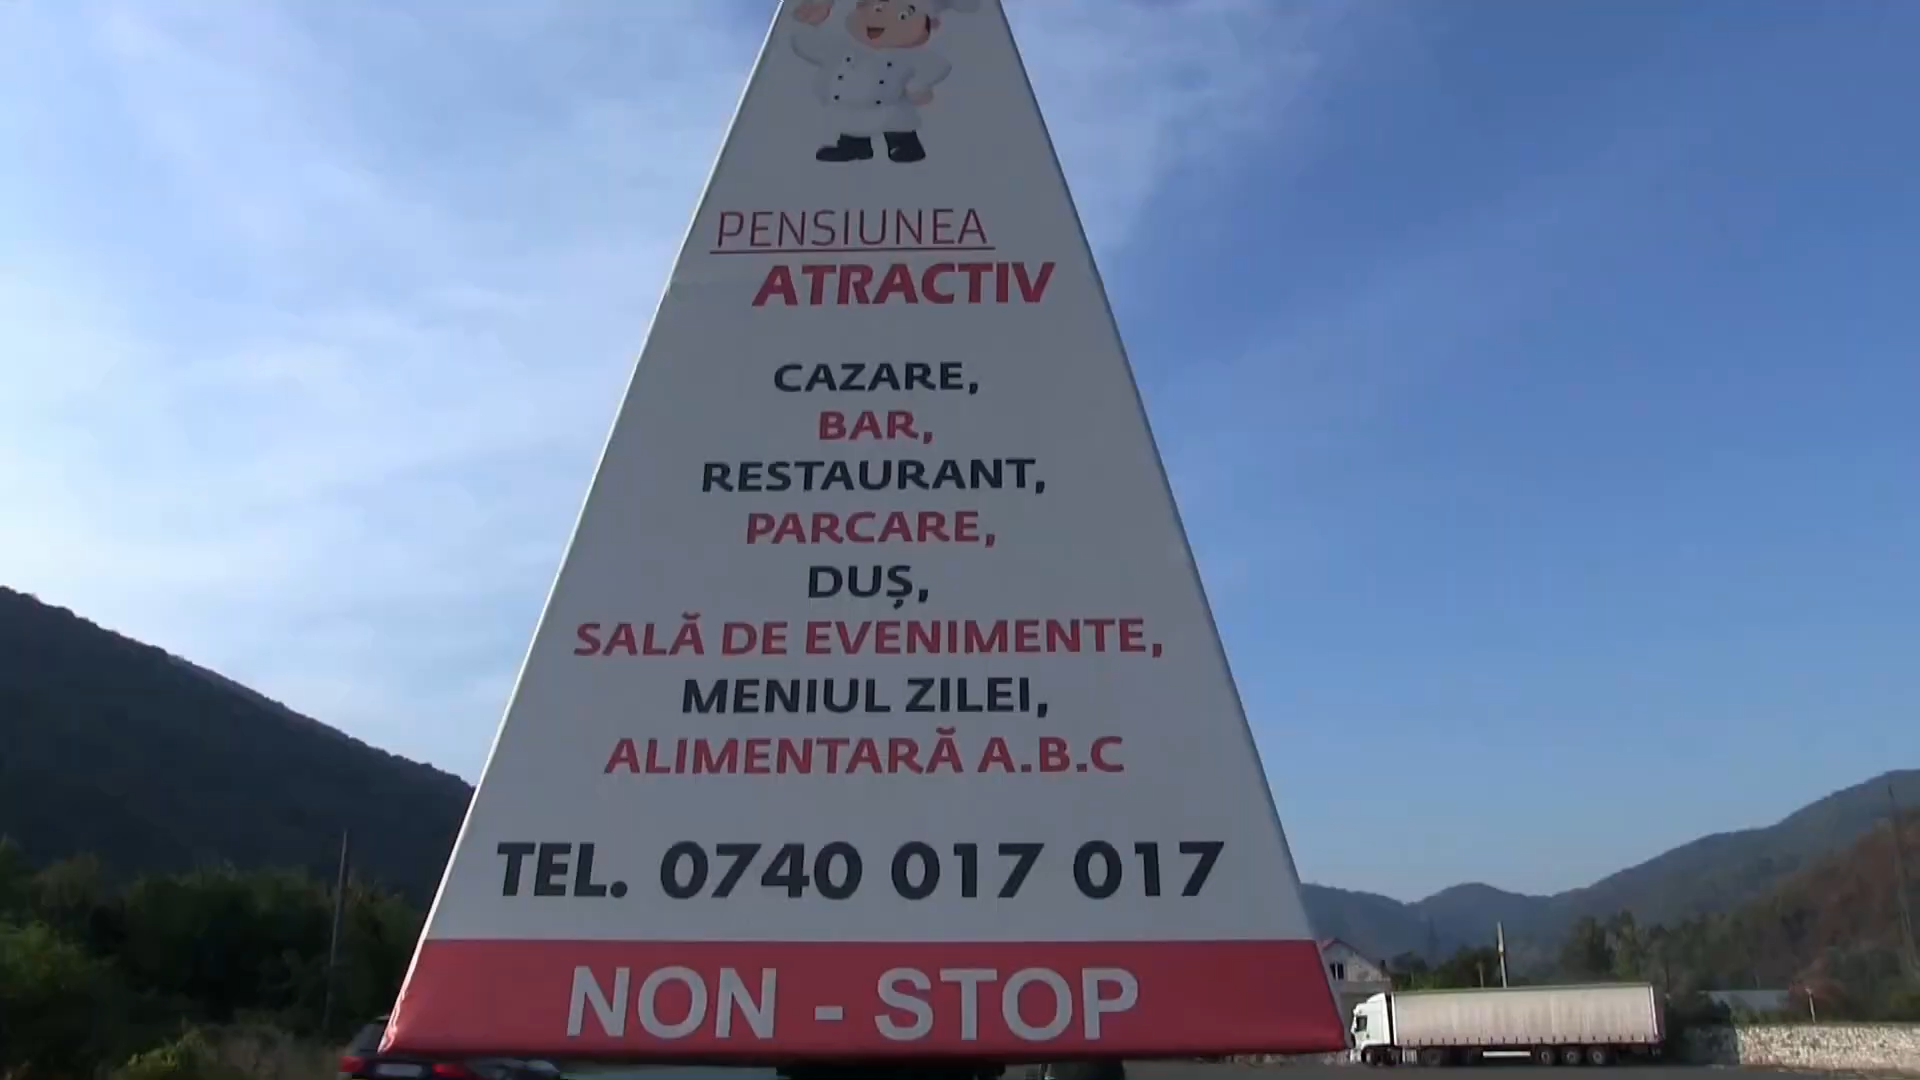 PENSIUNEA
ATRACTIV
CAZARE,
BAR,
RESTAURANT,
PARCARE,
DUȘ,
SALĂ DE EVENIMENTE,
MENIUL ZILEI,
ALIMENTARĂ A.B.C
TEL. 0740 017 017
NON - STOP